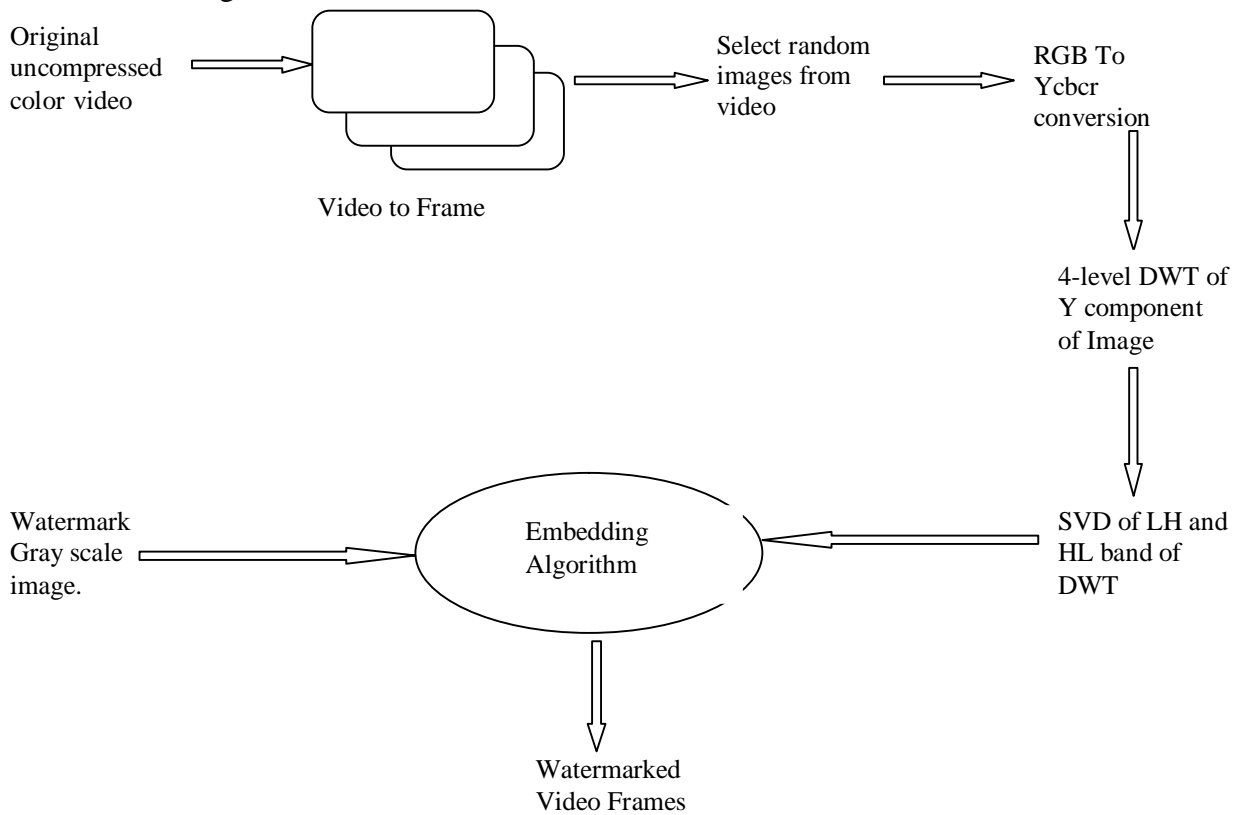 Original
uncompressed
color video
Video to Frame
Select random
images from
video
RGB To
Ycbcr
conversion
4-level DWT of
Y component
of Image
SVD of LH and
HL band of
DWT
Embedding
Algorithm
Watermark
Gray scale
image.
Watermarked
Video Frames